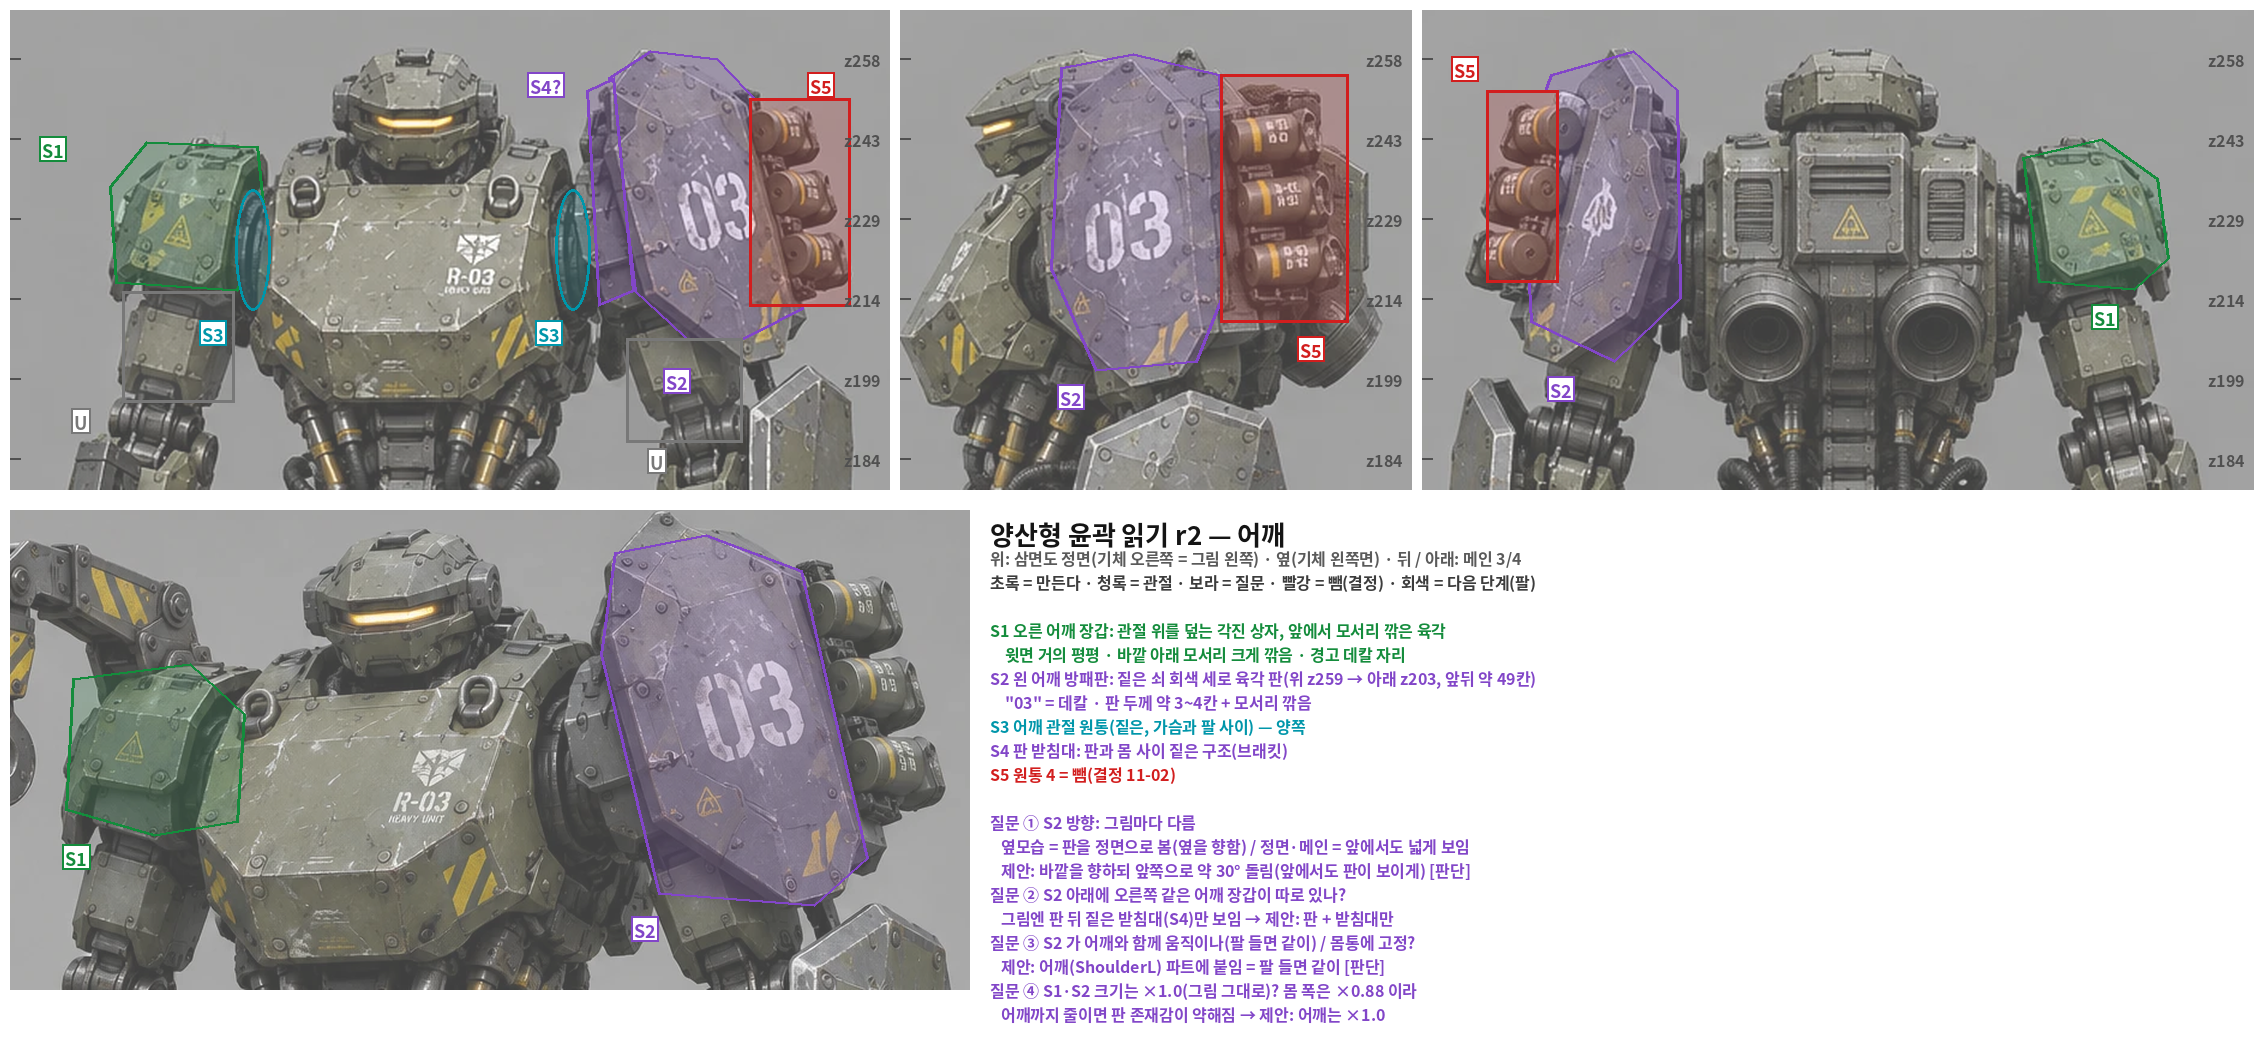 S4?
S5
z258
S1
z243
03
z229
R-03
HEAVY UNIT
z214
S3
S3
z199
S2
U
U
z184
z258
z243
03
z229
z214
S5
z199
S2
z184
S5
z258
z243
z229
z214
S1
z199
S2
z184
03
R-03
HEAVY UNIT
S1
S2
양산형 윤곽 읽기 r2 — 어깨
위: 삼면도 정면(기체 오른쪽 = 그림 왼쪽) · 옆(기체 왼쪽면) · 뒤 / 아래: 메인 3/4
초록 = 만든다 · 청록 = 관절 · 보라 = 질문 · 빨강 = 뺌(결정) · 회색 = 다음 단계(팔)
S1 오른 어깨 장갑: 관절 위를 덮는 각진 상자, 앞에서 모서리 깎은 육각
윗면 거의 평평 · 바깥 아래 모서리 크게 깎음 · 경고 데칼 자리
S2 왼 어깨 방패판: 짙은 쇠 회색 세로 육각 판(위 z259 → 아래 z203, 앞뒤 약 49칸)
"03" = 데칼 · 판 두께 약 3~4칸 + 모서리 깎음
S3 어깨 관절 원통(짙은, 가슴과 팔 사이) — 양쪽
S4 판 받침대: 판과 몸 사이 짙은 구조(브래킷)
S5 원통 4 = 뺌(결정 11-02)
질문 ① S2 방향: 그림마다 다름
옆모습 = 판을 정면으로 봄(옆을 향함) / 정면·메인 = 앞에서도 넓게 보임
제안: 바깥을 향하되 앞쪽으로 약 30° 돌림(앞에서도 판이 보이게) [판단]
질문 ② S2 아래에 오른쪽 같은 어깨 장갑이 따로 있나?
그림엔 판 뒤 짙은 받침대(S4)만 보임 → 제안: 판 + 받침대만
질문 ③ S2 가 어깨와 함께 움직이나(팔 들면 같이) / 몸통에 고정?
제안: 어깨(ShoulderL) 파트에 붙임 = 팔 들면 같이 [판단]
질문 ④ S1·S2 크기는 ×1.0(그림 그대로)? 몸 폭은 ×0.88 이라
어깨까지 줄이면 판 존재감이 약해짐 → 제안: 어깨는 ×1.0